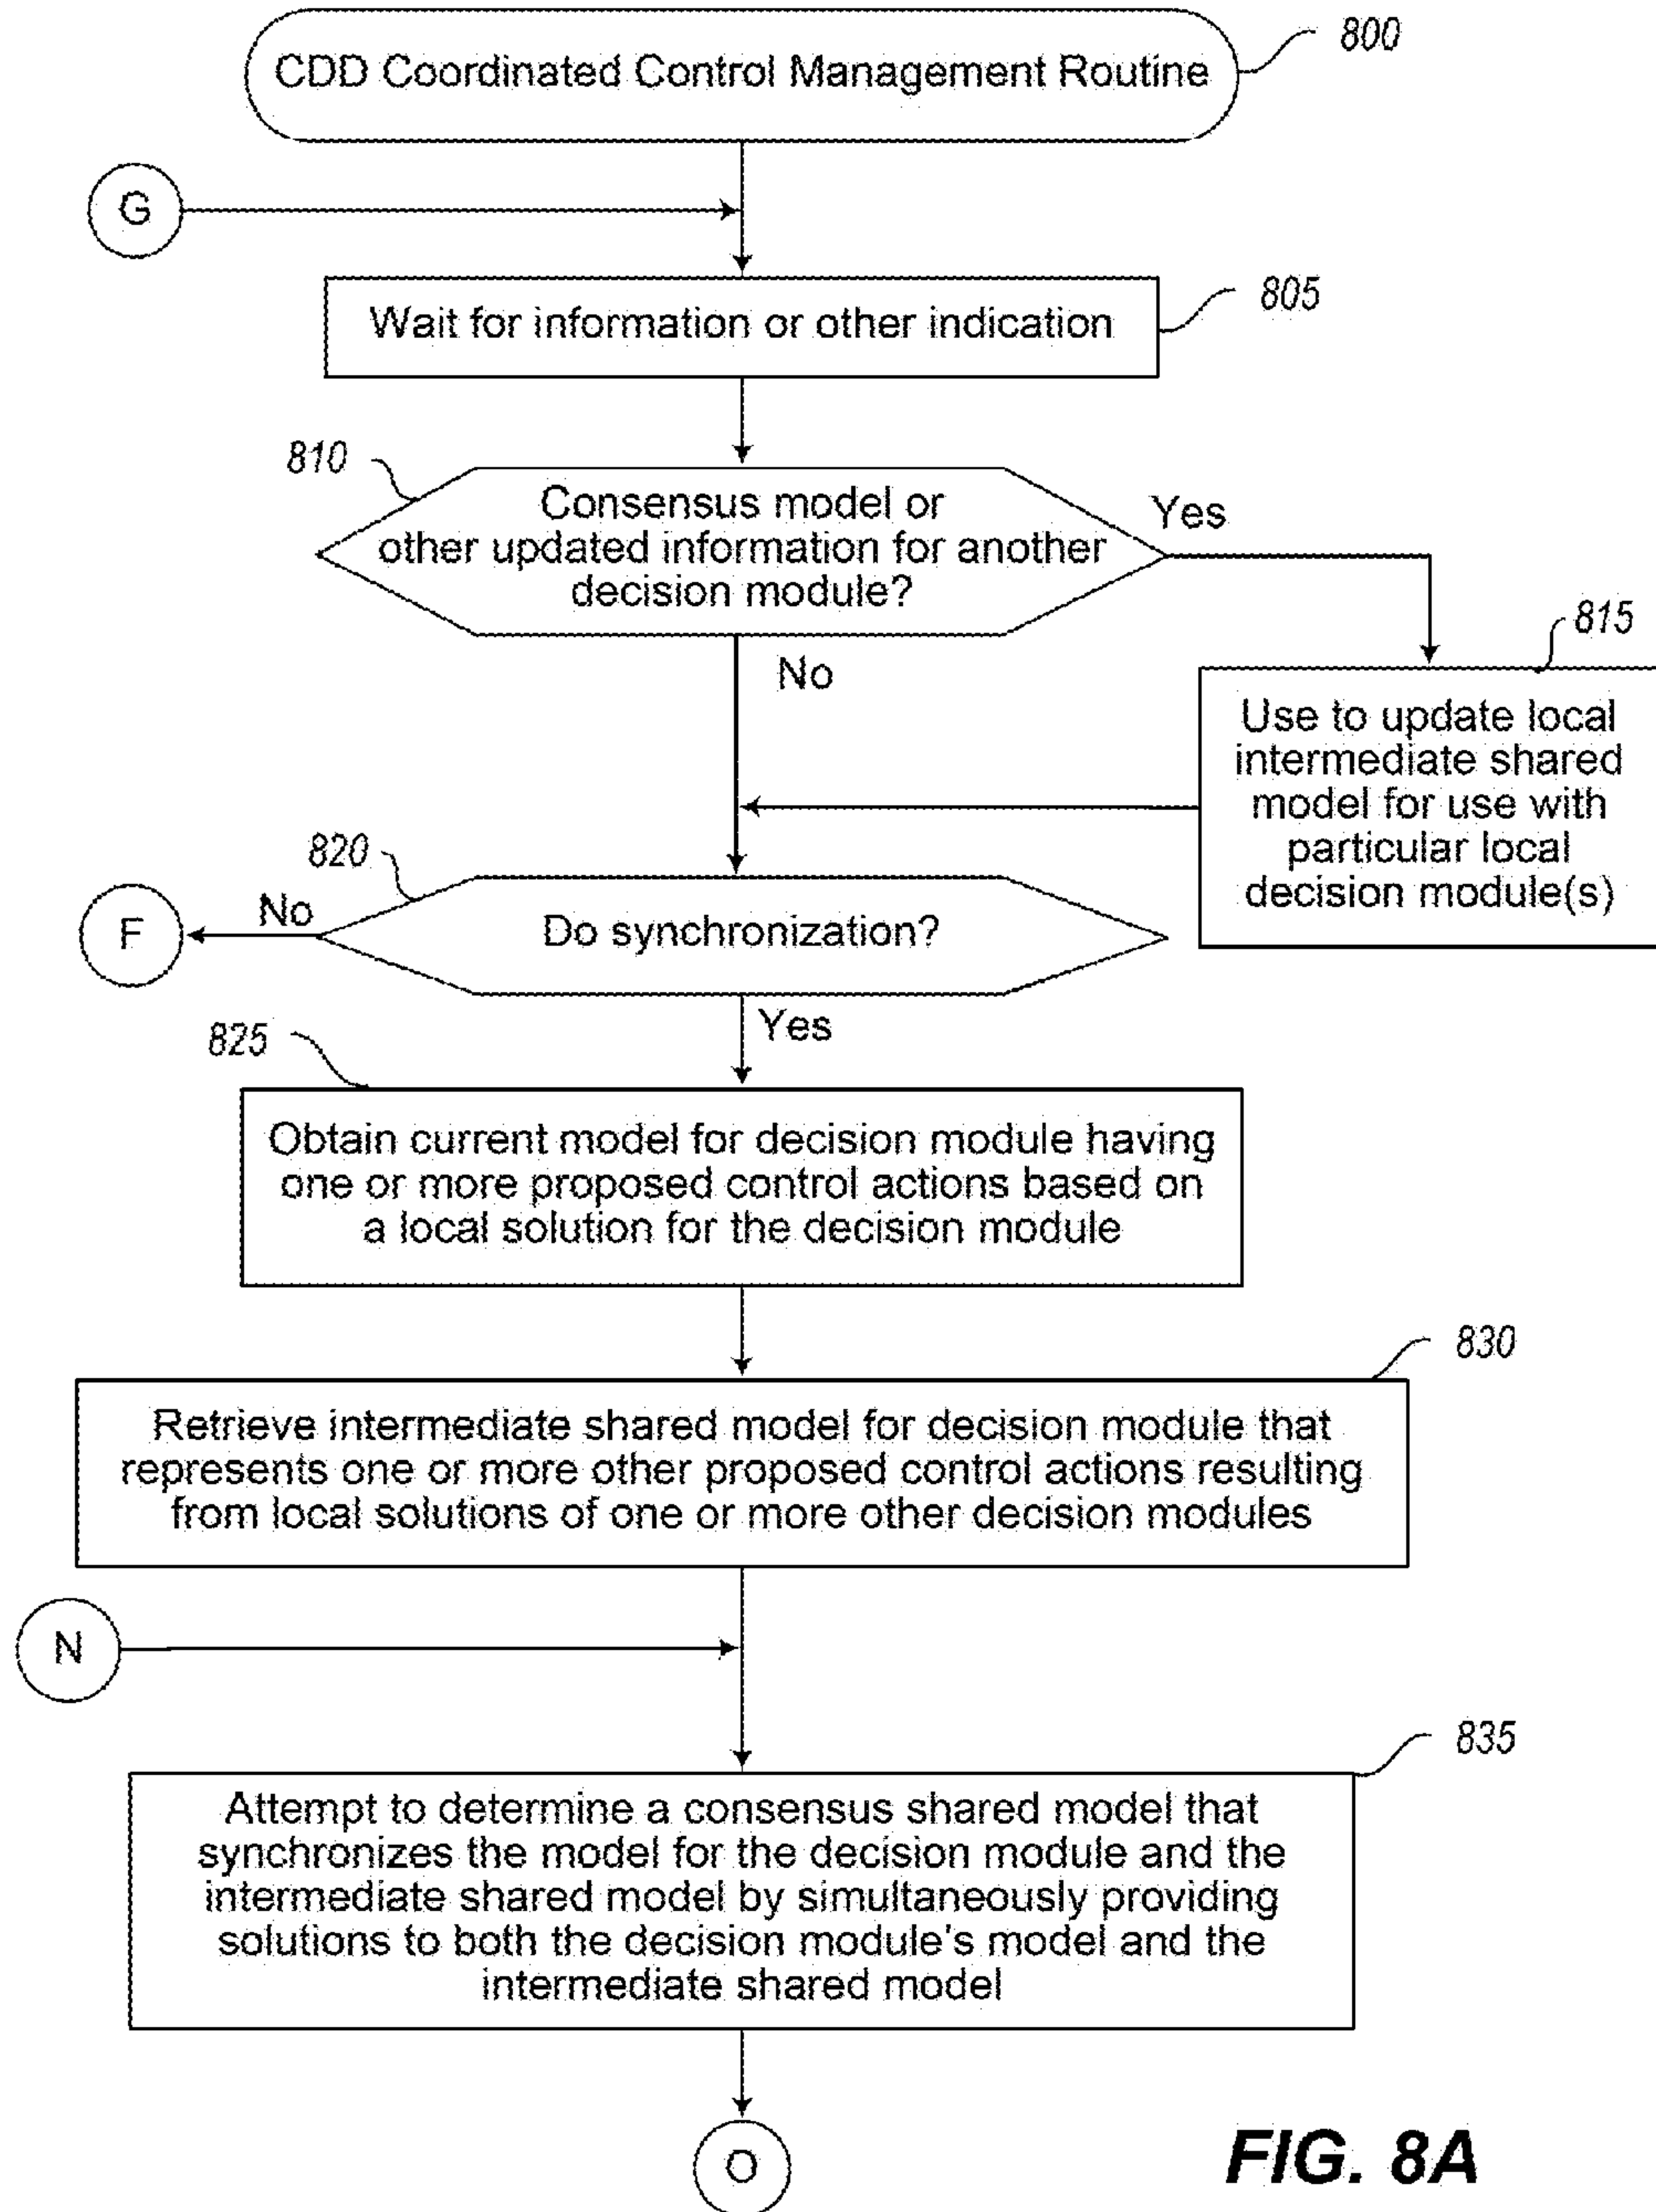 800
CDD Coordinated Control Management Routine
G
805
Wait for information or other indication
810
Consensus model or
other updated information for another
decision module?
Yes
No
815
Use to update local
intermediate shared
model for use with
particular local
decision module(s)
820
Do synchronization?
No
F
Yes
825
Obtain current model for decision module having
one or more proposed control actions based on
a local solution for the decision module
830
Retrieve intermediate shared model for decision module that
represents one or more other proposed control actions resulting
from local solutions of one or more other decision modules
N
835
Attempt to determine a consensus shared model that
synchronizes the model for the decision module and the
intermediate shared model by simultaneously providing
solutions to both the decision module's model and the
intermediate shared model
O
FIG. 8A